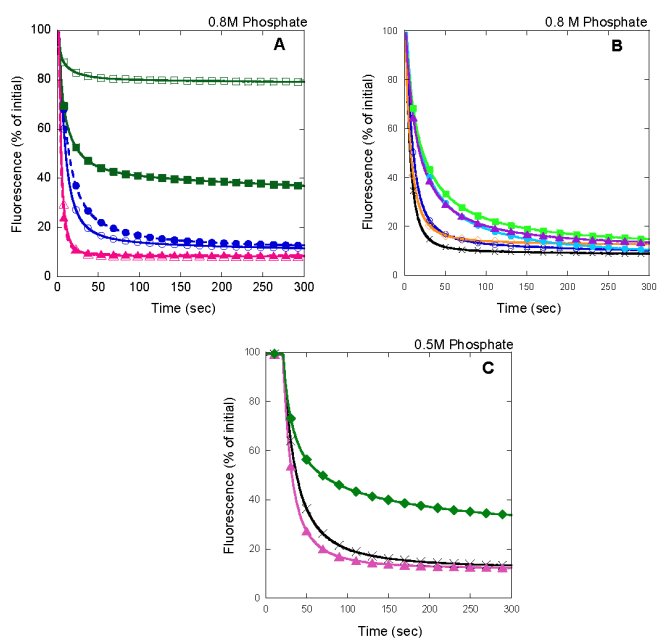 0.8M Phosphate
A
Fluorescence (% of initial)
100
80
60
40
20
0
0 50 100 150 200 250 300
Time (sec)
0.8 M Phosphate
B
Fluorescence (% of initial)
100
80
60
40
20
0
0 50 100 150 200 250 300
Time (sec)
0.5M Phosphate
C
Fluorescence (% of initial)
100
80
60
40
20
0
0 50 100 150 200 250 300
Time (sec)